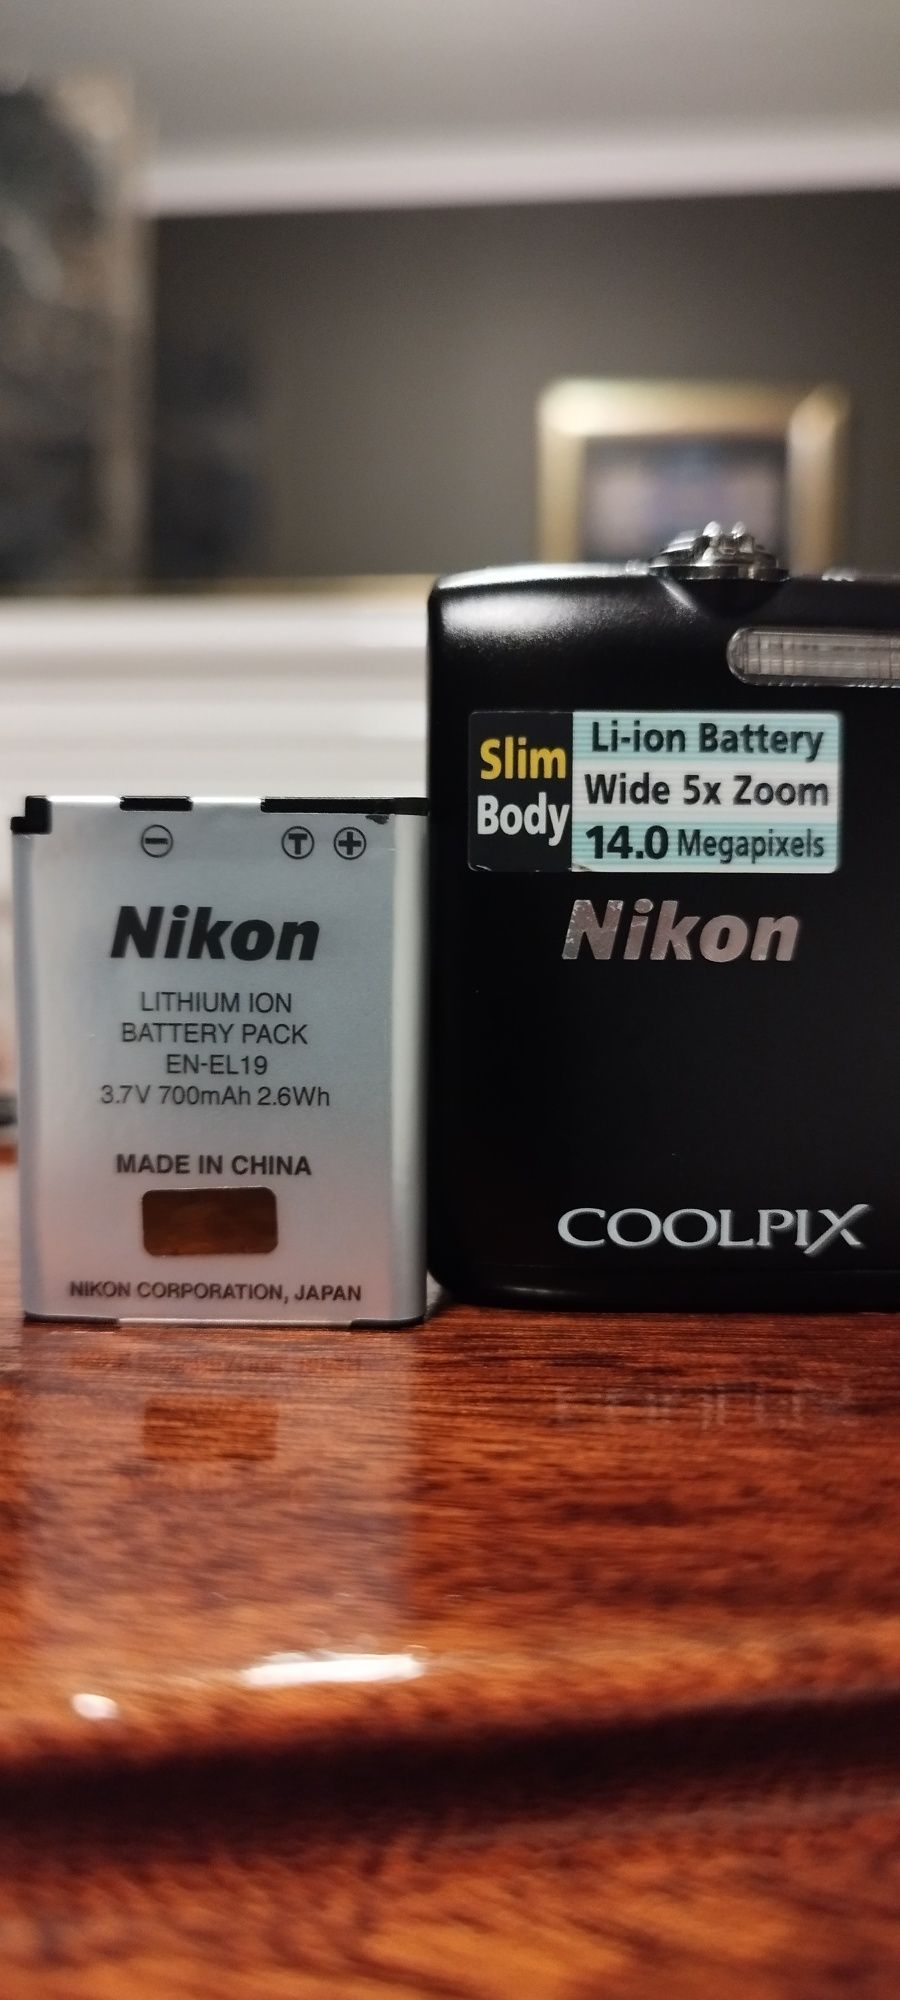 Slim
Body
Li-ion Battery
Wide 5x Zoom
14.0 Megapixels
Nikon
COOLPIX
− T +
Nikon
LITHIUM ION
BATTERY PACK
EN-EL19
3.7V 700mAh 2.6Wh
MADE IN CHINA
NIKON CORPORATION, JAPAN